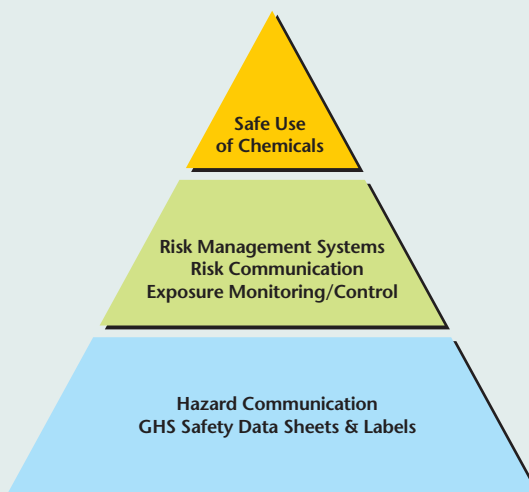 Safe Use
of Chemicals
Risk Management Systems
Risk Communication
Exposure Monitoring/Control
Hazard Communication
GHS Safety Data Sheets & Labels